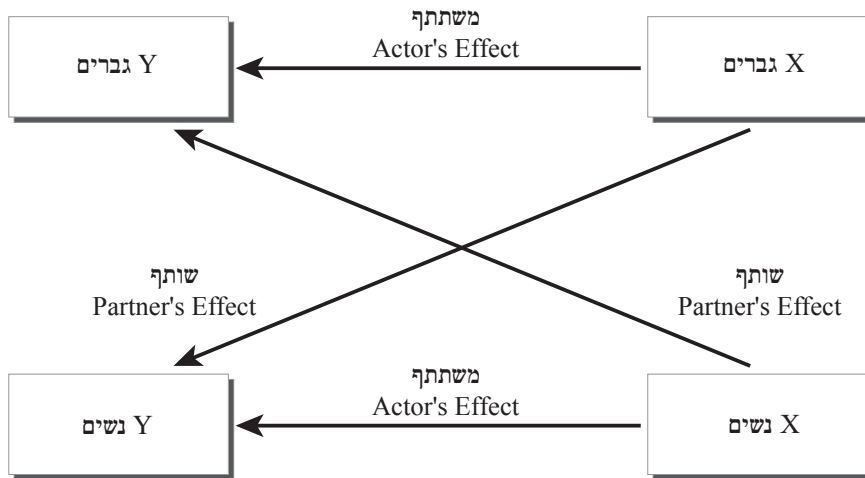 משתתף
Actor's Effect
X גברים
Y גברים
שותף
Partner's Effect
שותף
Partner's Effect
משתתף
Actor's Effect
X נשים
Y נשים